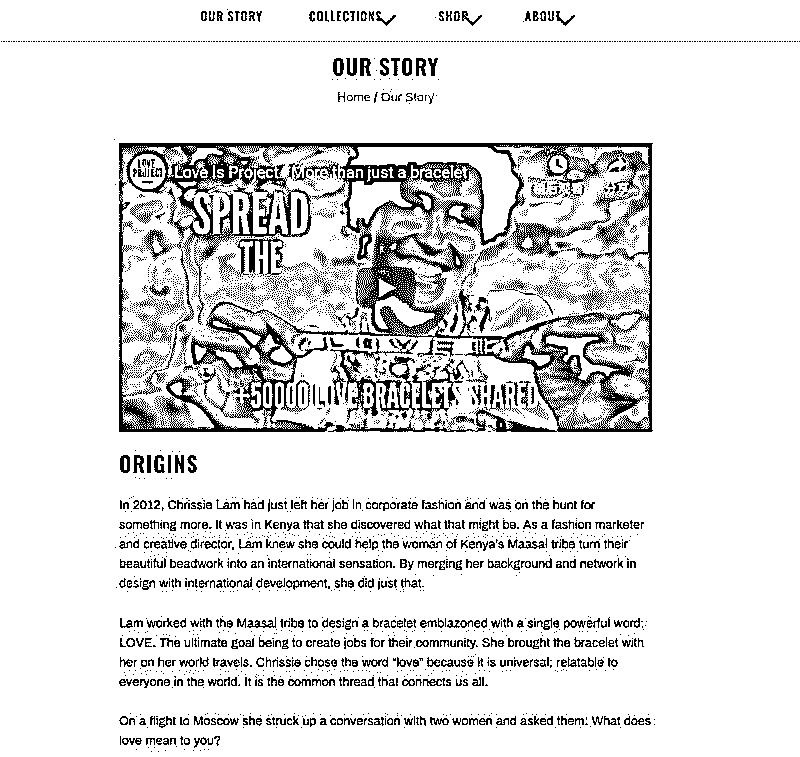 OUR STORY COLLECTIONS SHOP ABOUT
OUR STORY
Home / Our Story
LOVE IS PROJECT
Love Is Project / More than just a bracelet
稍后观看 分享
SPREAD
THE
LOVE
+50000 LOVE BRACELETS SHARED
ORIGINS
In 2012, Chrissie Lam had just left her job in corporate fashion and was on the hunt for
something more. It was in Kenya that she discovered what that might be. As a fashion marketer
and creative director, Lam knew she could help the woman of Kenya's Maasai tribe turn their
beautiful beadwork into an international sensation. By merging her background and network in
design with international development, she did just that.
Lam worked with the Maasai tribe to design a bracelet emblazoned with a single powerful word:
LOVE. The ultimate goal being to create jobs for their community. She brought the bracelet with
her on her world travels. Chrissie chose the word "love" because it is universal; relatable to
everyone in the world. It is the common thread that connects us all.
On a flight to Moscow she struck up a conversation with two women and asked them: What does
love mean to you?